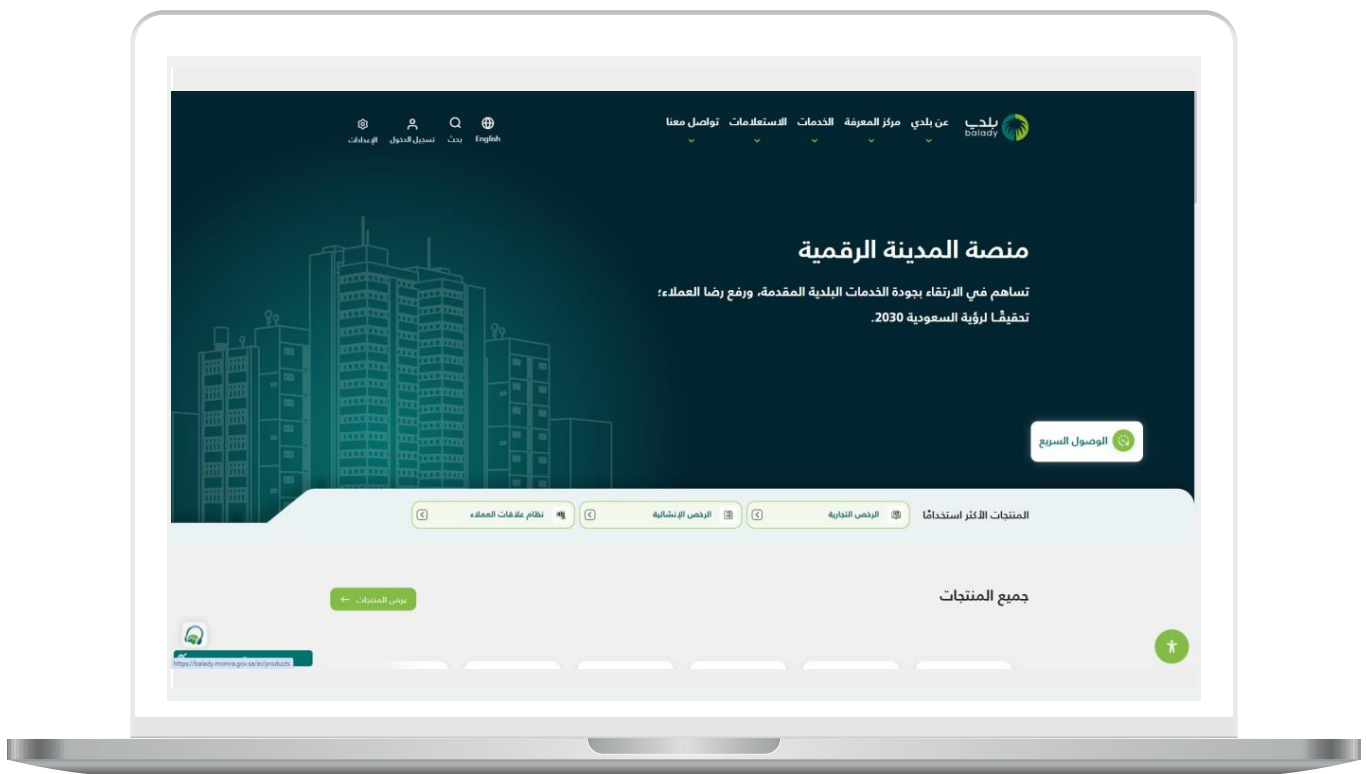 بلدي
balady
عن بلدي
مركز المعرفة
الخدمات
الاستعلامات
تواصل معنا
English
بحث
تسجيل الدخول
الإعدادات
منصة المدينة الرقمية
تساهم في الارتقاء بجودة الخدمات البلدية المقدمة، ورفع رضا العملاء؛
تحقيقًا لرؤية السعودية 2030.
الوصول السريع
المنتجات الأكثر استخدامًا
الرخص التجارية
الرخص الإنشائية
نظام علاقات العملاء
جميع المنتجات
عرض المنتجات
https://balady.momra.gov.sa/ar/products